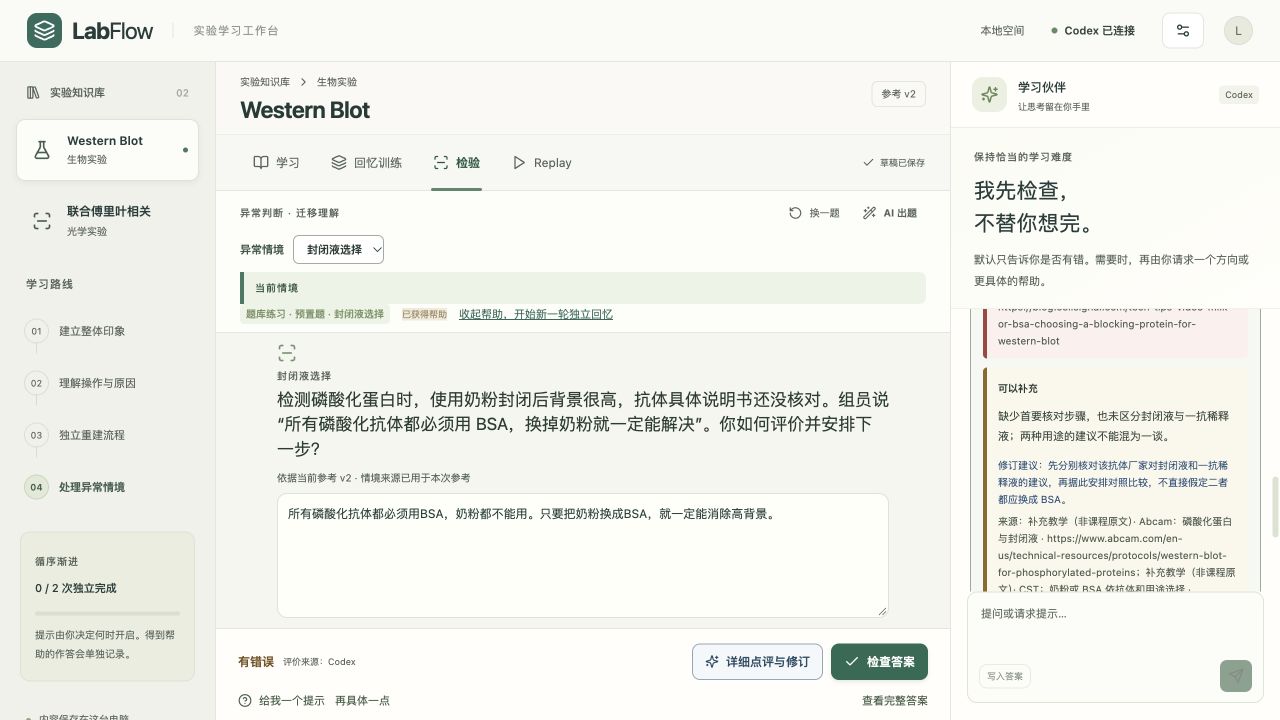 LabFlow
实验学习工作台
本地空间
Codex 已连接
L
实验知识库
02
Western Blot
生物实验
联合傅里叶相关
光学实验
学习路线
01
建立整体印象
02
理解操作与原因
03
独立重建流程
04
处理异常情境
循序渐进
0 / 2 次独立完成
提示由你决定何时开启。得到帮
助的作答会单独记录。
实验知识库
生物实验
Western Blot
参考 v2
学习
回忆训练
检验
Replay
草稿已保存
异常判断 · 迁移理解
换一题
AI 出题
异常情境
封闭液选择
当前情境
题库练习 · 预置题 · 封闭液选择
已获得帮助
收起帮助，开始新一轮独立回忆
封闭液选择
检测磷酸化蛋白时，使用奶粉封闭后背景很高，抗体具体说明书还没核对。组员说
“所有磷酸化抗体都必须用 BSA，换掉奶粉就一定能解决”。你如何评价并安排下
一步？
依据当前参考 v2 · 情境来源已用于本次参考
所有磷酸化抗体都必须用BSA，奶粉都不能用。只要把奶粉换成BSA，就一定能消除高背景。
有错误
评价来源：Codex
详细点评与修订
检查答案
给我一个提示
再具体一点
查看完整答案
学习伙伴
让思考留在你手里
Codex
保持恰当的学习难度
我先检查，
不替你想完。
默认只告诉你是否有错。需要时，再由你请求一个方向或
更具体的帮助。
or-bsa-choosing-a-blocking-protein-for-
western-blot
可以补充
缺少首要核对步骤，也未区分封闭液与一抗稀释
液；两种用途的建议不能混为一谈。
修订建议：先分别核对该抗体厂家对封闭液和一抗稀
释液的建议，再据此安排对照比较，不直接假定二者
都应换成 BSA。
来源：补充教学（非课程原文）· Abcam：磷酸化蛋白
与封闭液 · https://www.abcam.com/en-
us/technical-resources/protocols/western-blot-
for-phosphorylated-proteins；补充教学（非课程原
文）· CST：奶粉或 BSA 依抗体和用途选择 ·
提问或请求提示...
写入答案